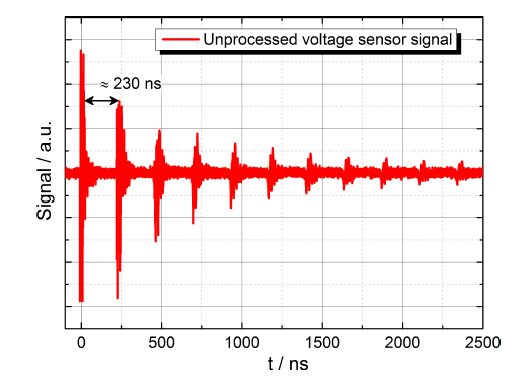 Unprocessed voltage sensor signal
≈ 230 ns
Signal / a.u.
0 500 1000 1500 2000 2500
t / ns